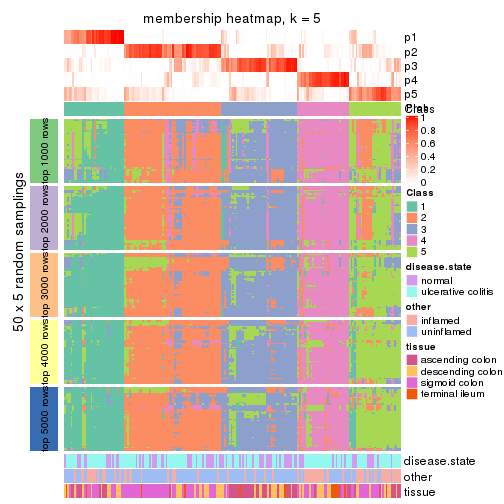 membership heatmap, k = 5
p1
p2
p3
p4
p5
Class
1
0.8
0.6
0.4
0.2
0
Class
1
2
3
4
5
disease.state
normal
ulcerative colitis
other
inflamed
uninflamed
tissue
ascending colon
descending colon
sigmoid colon
terminal ileum
50 x 5 random samplings
top 1000 rows
top 2000 rows
top 3000 rows
top 4000 rows
top 5000 rows
disease.state
other
tissue